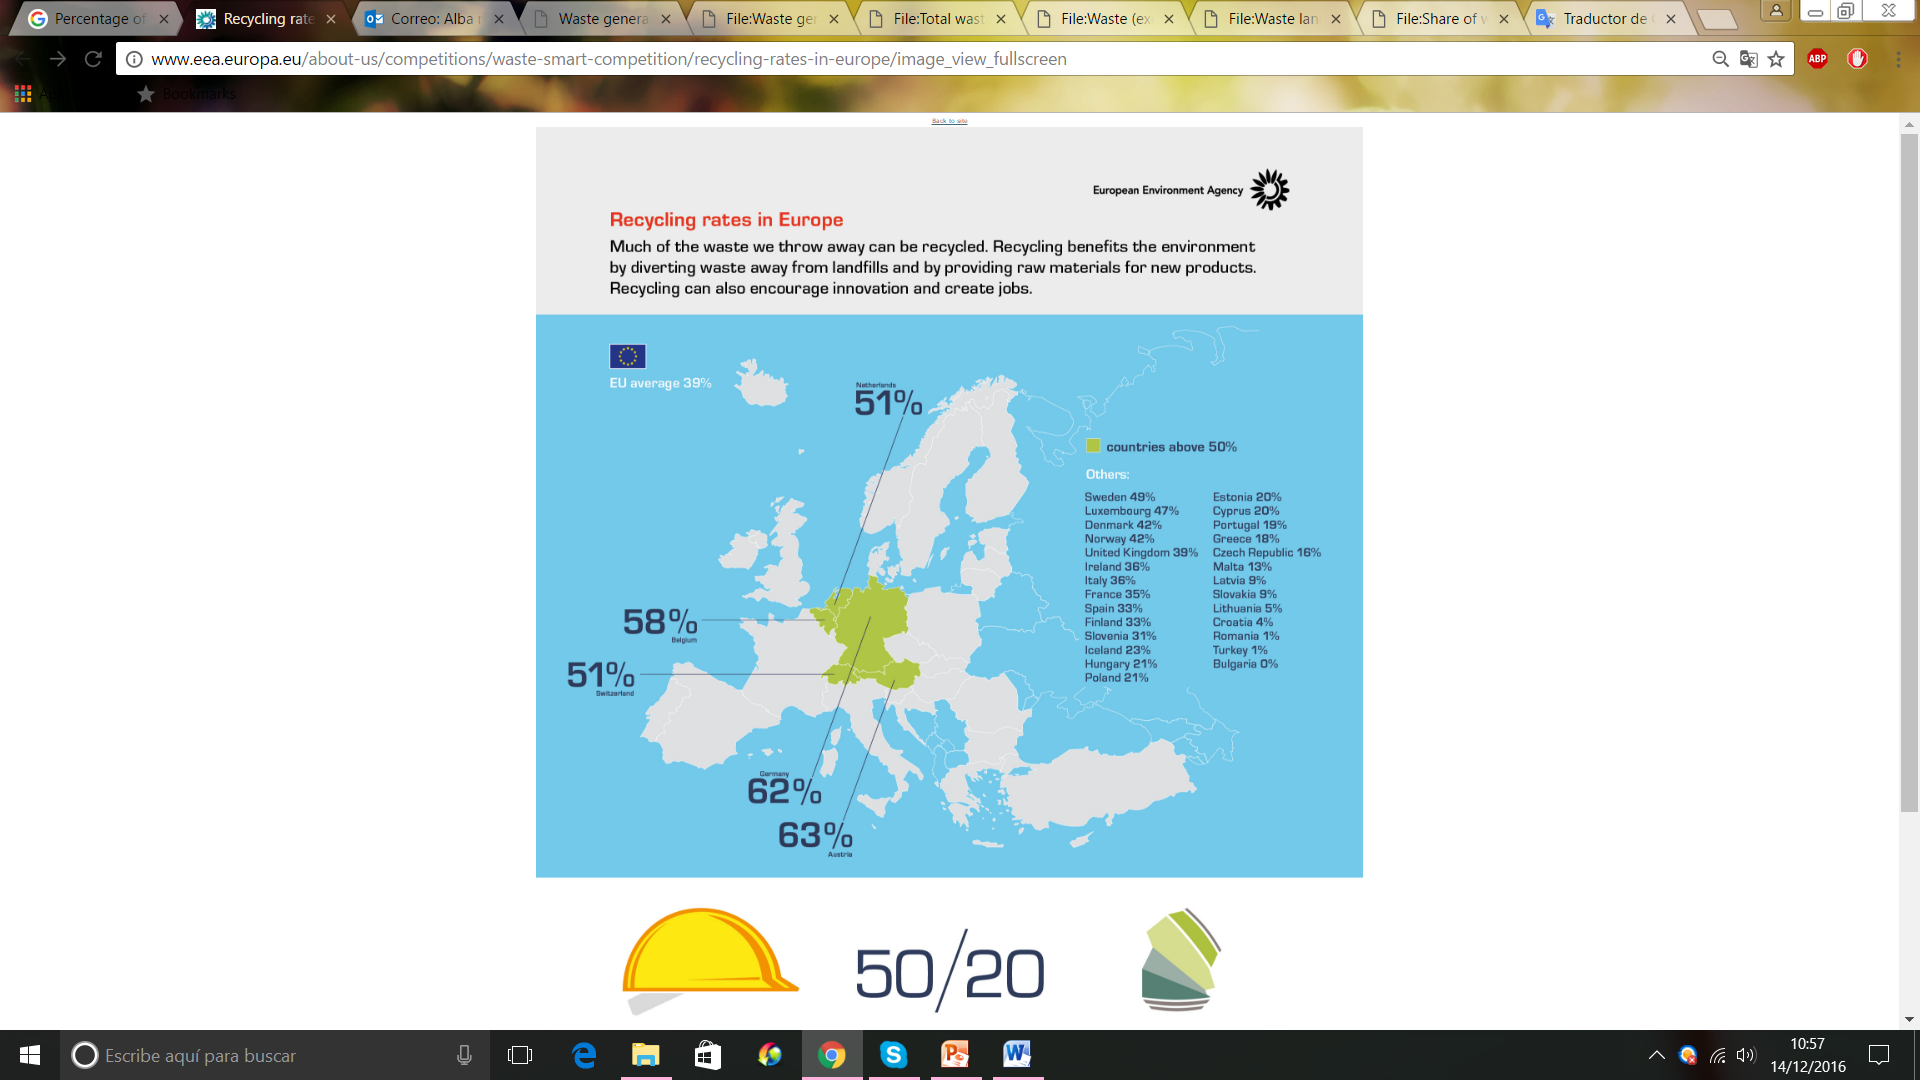 Percentage of
Recycling rate
Correo: Alba
Waste genera
File:Waste ger
File:Total wast
File:Waste (ex
File:Waste lan
File:Share of w
Traductor de
www.eea.europa.eu/about-us/competitions/waste-smart-competition/recycling-rates-in-europe/image_view_fullscreen
ABP
Bookmarks
Back to site
European Environment Agency
Recycling rates in Europe
Much of the waste we throw away can be recycled. Recycling benefits the environment
by diverting waste away from landfills and by providing raw materials for new products.
Recycling can also encourage innovation and create jobs.
EU average 39%
Netherlands
51%
countries above 50%
Others:
Sweden 49%
Luxembourg 47%
Denmark 42%
Norway 42%
United Kingdom 39%
Ireland 36%
Italy 36%
France 35%
Spain 33%
Finland 33%
Slovenia 31%
Iceland 23%
Hungary 21%
Poland 21%
Estonia 20%
Cyprus 20%
Portugal 19%
Greece 18%
Czech Republic 16%
Malta 13%
Latvia 9%
Slovakia 9%
Lithuania 5%
Croatia 4%
Romania 1%
Turkey 1%
Bulgaria 0%
58%
Belgium
51%
Switzerland
Germany
62%
63%
Austria
50/20
Escribe aquí para buscar
10:57
14/12/2016